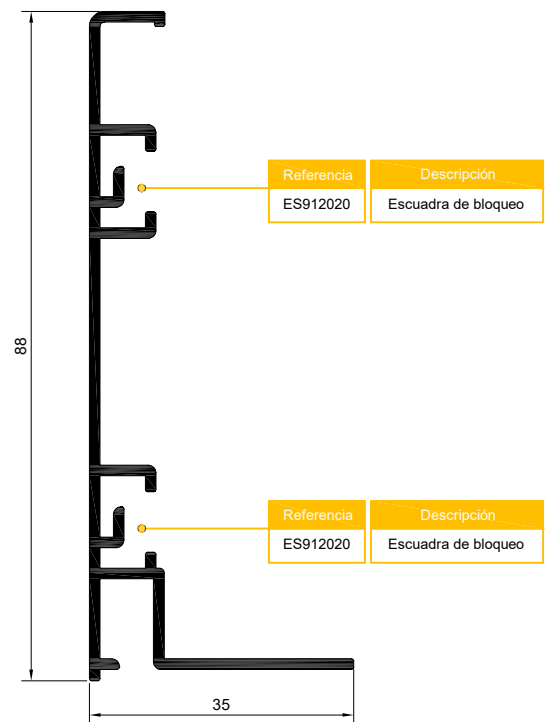 Referencia Descripción
ES912020 Escuadra de bloqueo
88
Referencia Descripción
ES912020 Escuadra de bloqueo
35